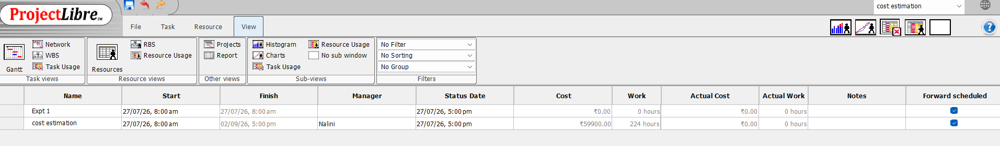 ProjectLibre TM
cost estimation
File Task Resource View
Gantt
Network
WBS
Task Usage
Task views
Resources
RBS
Resource Usage
Resource views
Projects
Report
Other views
Histogram
Charts
Task Usage
Resource Usage
No sub window
Sub-views
No Filter
No Sorting
No Group
Filters
Name Start Finish Manager Status Date Cost Work Actual Cost Actual Work Notes Forward scheduled
Expt 1 27/07/26, 8:00 am 27/07/26, 8:00 am 27/07/26, 5:00 pm ₹0.00 0 hours ₹0.00 0 hours
cost estimation 27/07/26, 8:00 am 02/09/26, 5:00 pm Nalini 27/07/26, 5:00 pm ₹59900.00 224 hours ₹0.00 0 hours